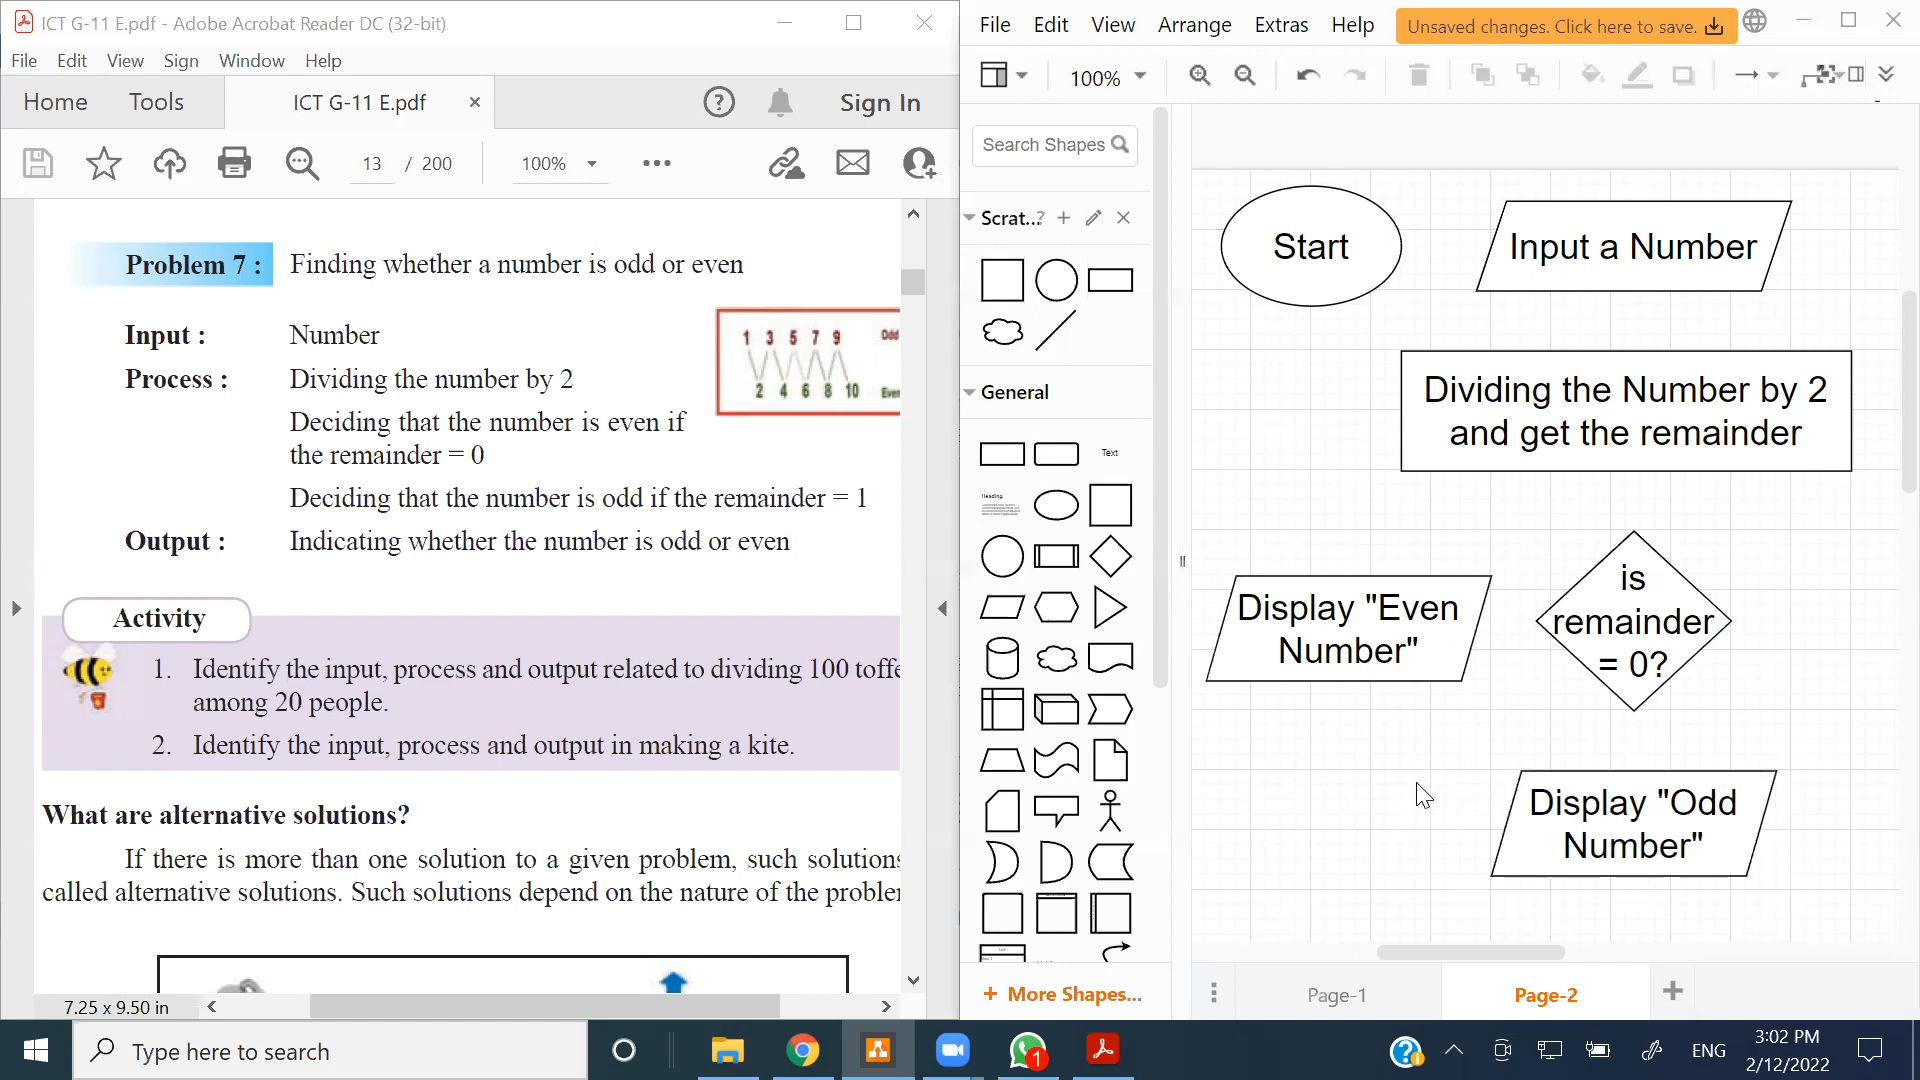 ICT G-11 E.pdf - Adobe Acrobat Reader DC (32-bit)
File Edit View Sign Window Help
Home Tools ICT G-11 E.pdf × Sign In
13 / 200 100%
Problem 7 : Finding whether a number is odd or even
Input : Number
Process : Dividing the number by 2
Deciding that the number is even if
the remainder = 0
Deciding that the number is odd if the remainder = 1
Output : Indicating whether the number is odd or even
1 3 5 7 9 Odd
2 4 6 8 10 Even
Activity
1. Identify the input, process and output related to dividing 100 toffe
among 20 people.
2. Identify the input, process and output in making a kite.
What are alternative solutions?
If there is more than one solution to a given problem, such solutions
called alternative solutions. Such solutions depend on the nature of the probler
7.25 x 9.50 in
File Edit View Arrange Extras Help Unsaved changes. Click here to save.
100%
Search Shapes
Scrat... ?
General
Text
Heading
+ More Shapes...
Start
Input a Number
Dividing the Number by 2
and get the remainder
Display "Even
Number"
is
remainder
= 0?
Display "Odd
Number"
Page-1 Page-2
Type here to search
1
ENG
3:02 PM
2/12/2022